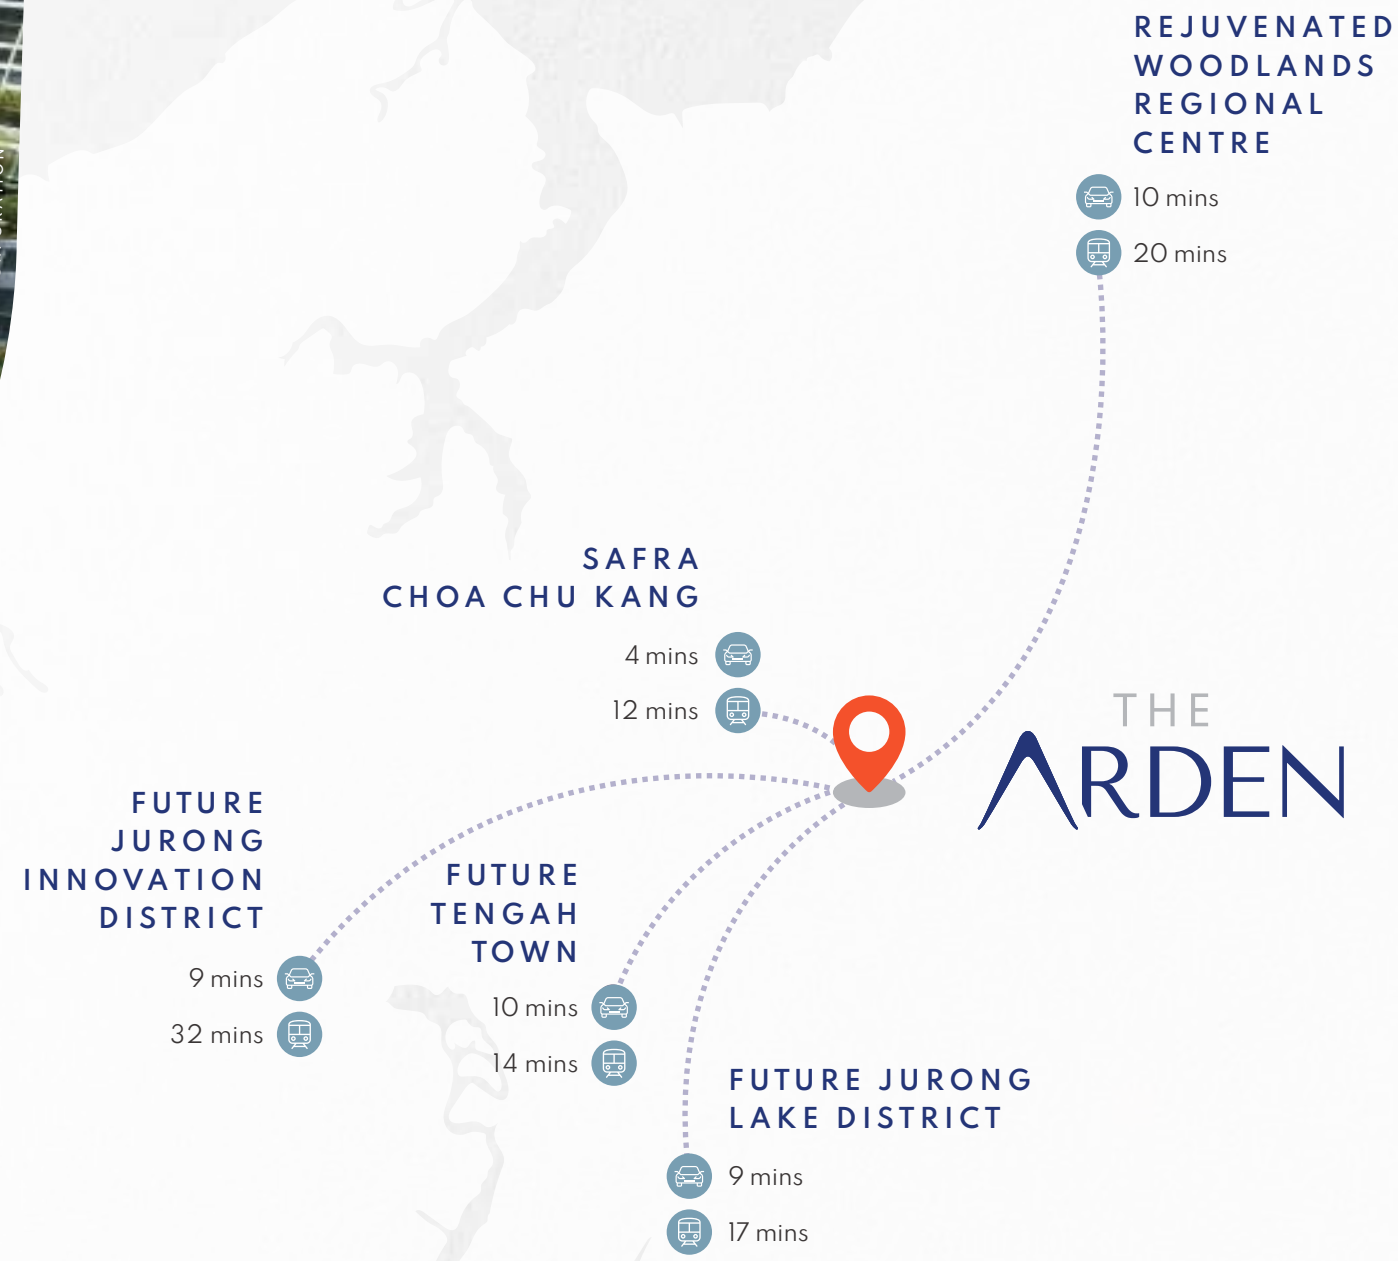 REJUVENATED
WOODLANDS
REGIONAL
CENTRE
10 mins
20 mins
SAFRA
CHOA CHU KANG
4 mins
12 mins
THE
ARDEN
FUTURE
JURONG
INNOVATION
DISTRICT
9 mins
32 mins
FUTURE
TENGAH
TOWN
10 mins
14 mins
FUTURE JURONG
LAKE DISTRICT
9 mins
17 mins